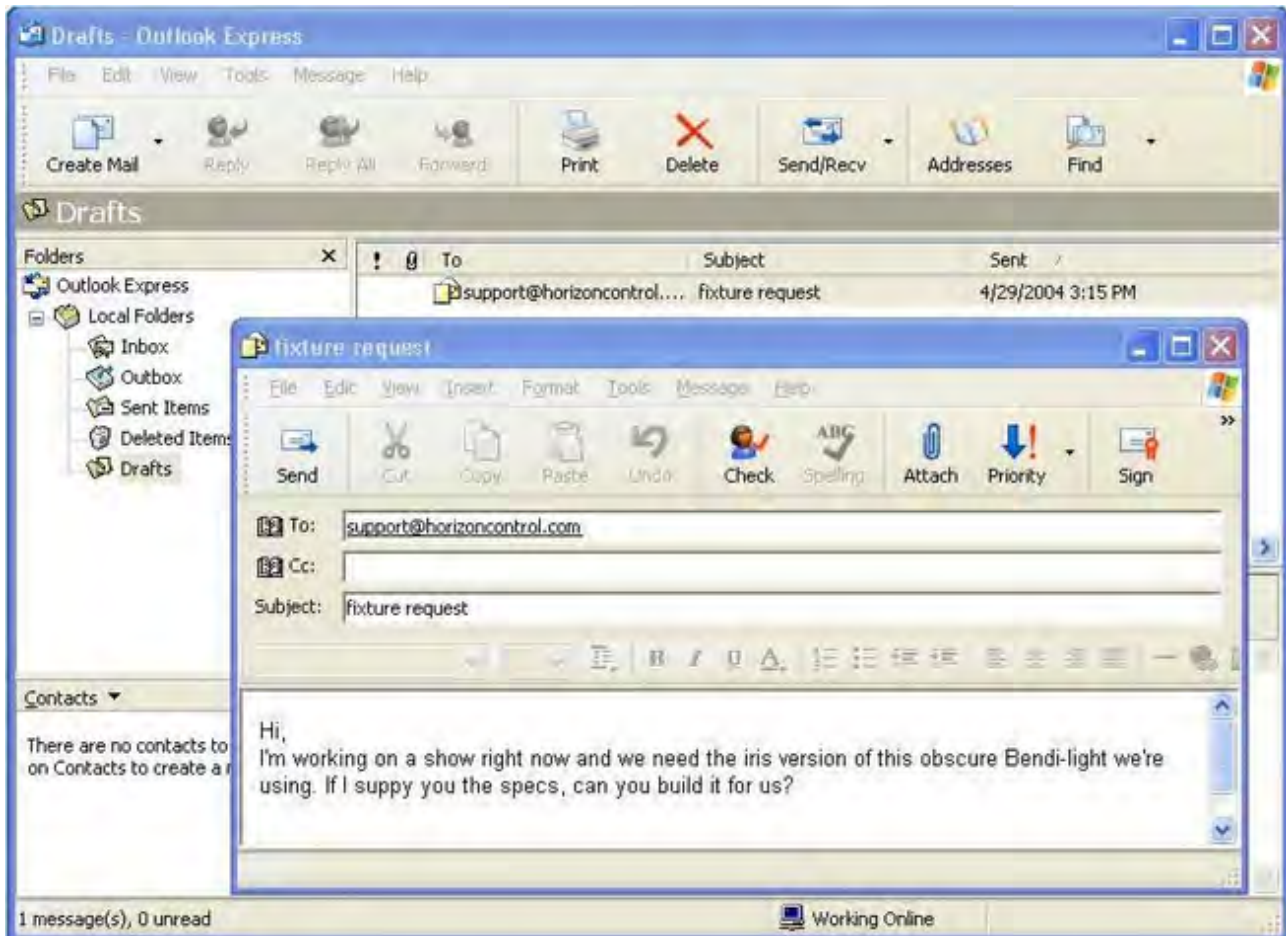 Drafts - Outlook Express
File Edit View Tools Message Help
Create Mail Reply Reply All Forward Print Delete Send/Recv Addresses Find
Drafts
Folders
! To Subject Sent
Outlook Express
support@horizoncontrol.... fixture request 4/29/2004 3:15 PM
Local Folders
Inbox
Outbox
Sent Items
Deleted Items
Drafts
fixture request
File Edit View Insert Format Tools Message Help
Send Cut Copy Paste Undo Check Spelling Attach Priority Sign
To: support@horizoncontrol.com
Cc:
Subject: fixture request
B I U A
Hi,
I'm working on a show right now and we need the iris version of this obscure Bendi-light we're
using. If I suppy you the specs, can you build it for us?
Contacts
There are no contacts to
on Contacts to create a
1 message(s), 0 unread
Working Online